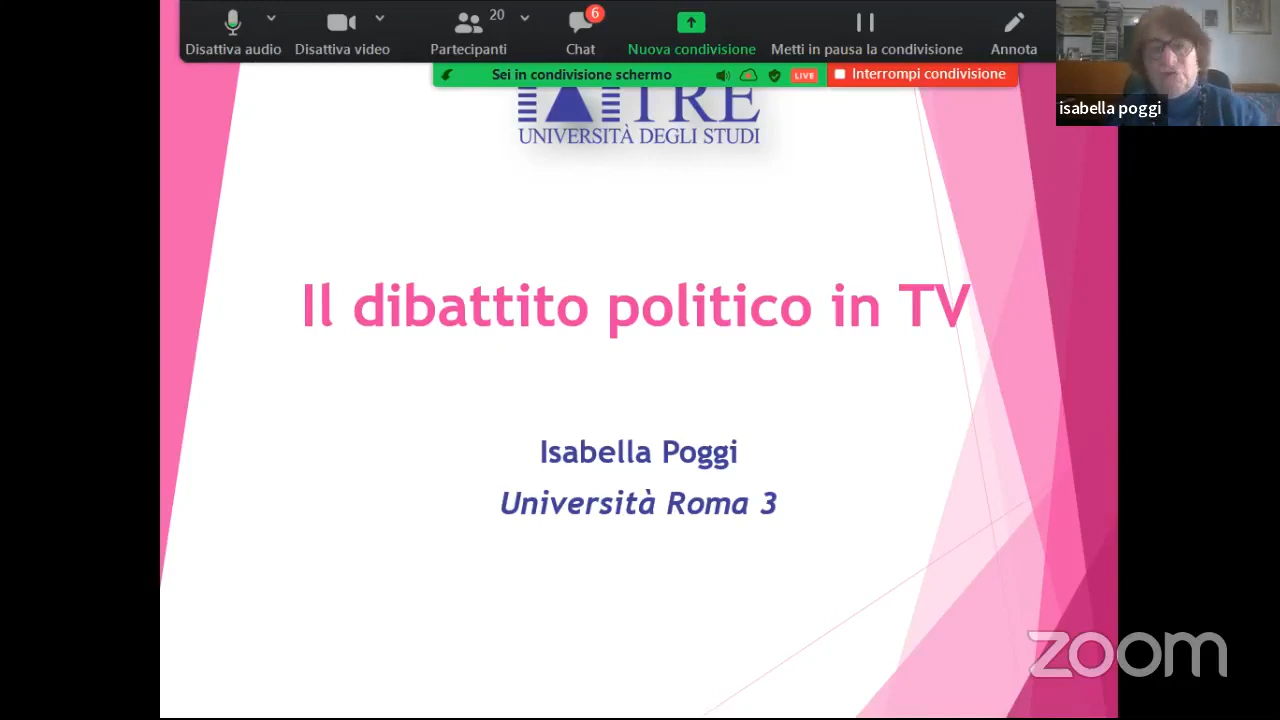 20
6
Disattiva audio
Disattiva video
Partecipanti
Chat
Nuova condivisione
Metti in pausa la condivisione
Annota
Sei in condivisione schermo
LIVE
Interrompi condivisione
isabella poggi
TRE
UNIVERSITÀ DEGLI STUDI
Il dibattito politico in TV
Isabella Poggi
Università Roma 3
zoom